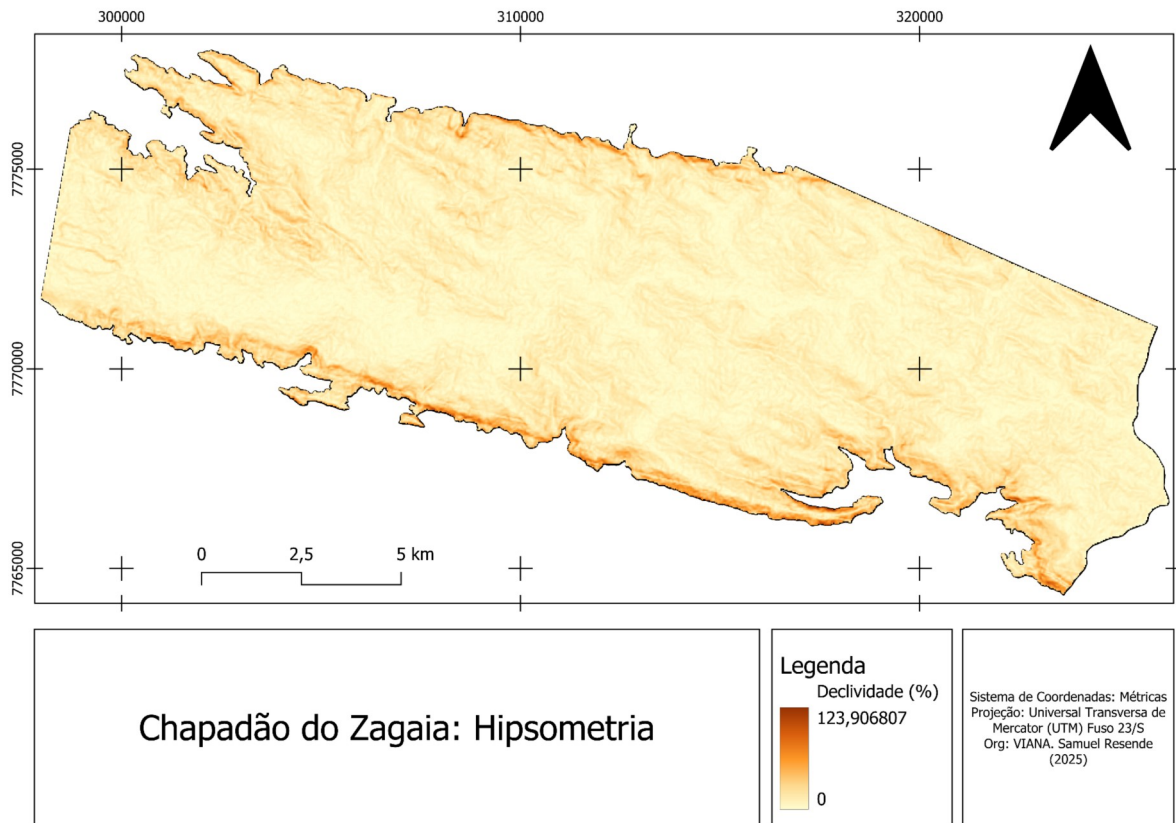 300000
310000
320000
7775000
7770000
7765000
0
2,5
5 km
Chapadão do Zagaia: Hipsometria
Legenda
Declividade (%)
123,906807
0
Sistema de Coordenadas: Métricas
Projeção: Universal Transversa de
Mercator (UTM) Fuso 23/S
Org: VIANA. Samuel Resende
(2025)